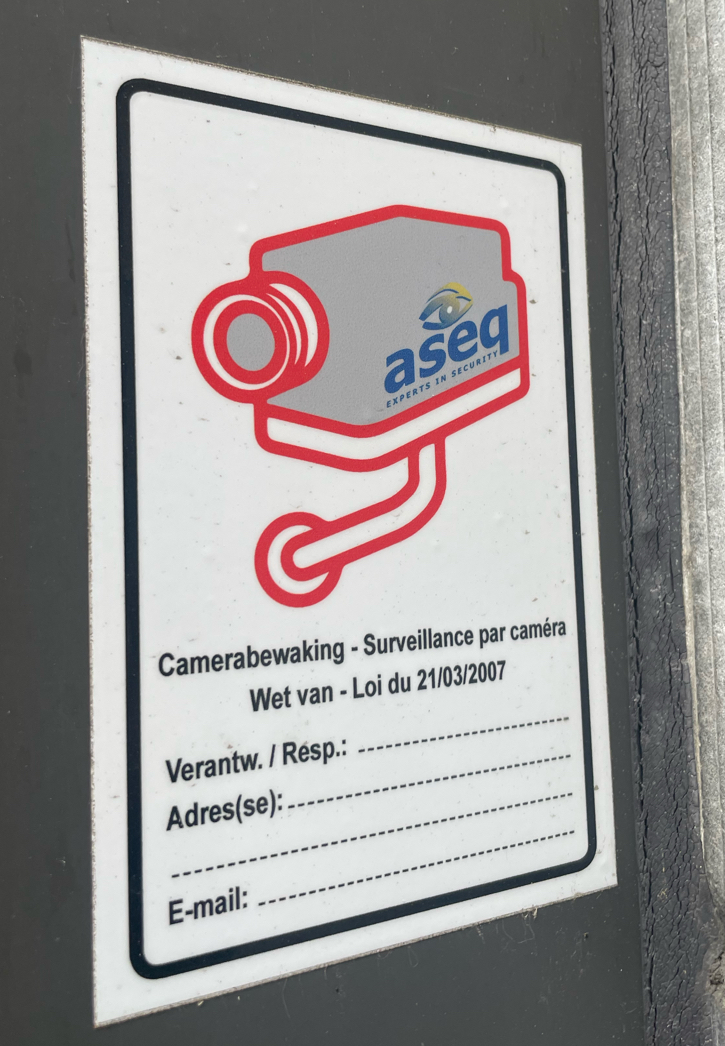 aseq
EXPERTS IN SECURITY
Camerabewaking - Surveillance par caméra
Wet van - Loi du 21/03/2007
Verantw. / Resp.:
Adres(se):
E-mail: